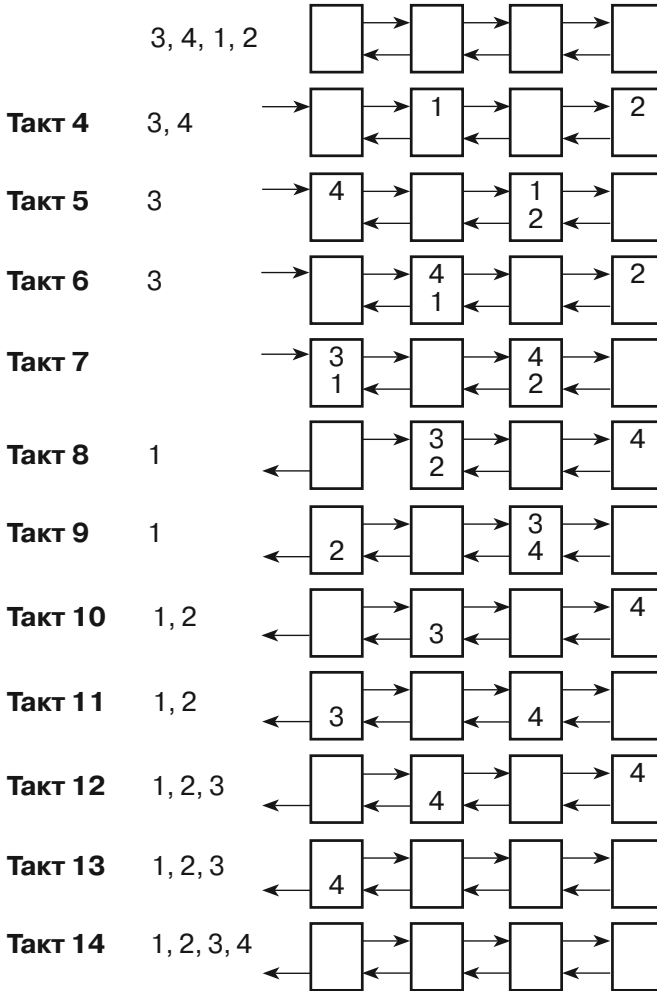 3, 4, 1, 2
Такт 4 3, 4 1 2
Такт 5 3 4 1
2
Такт 6 3 4 2
1
Такт 7 3 4
1 2
Такт 8 1 3 4
2
Такт 9 1 3
2 4
Такт 10 1, 2 4
3
Такт 11 1, 2
3 4
Такт 12 1, 2, 3 4
4
Такт 13 1, 2, 3
4
Такт 14 1, 2, 3, 4